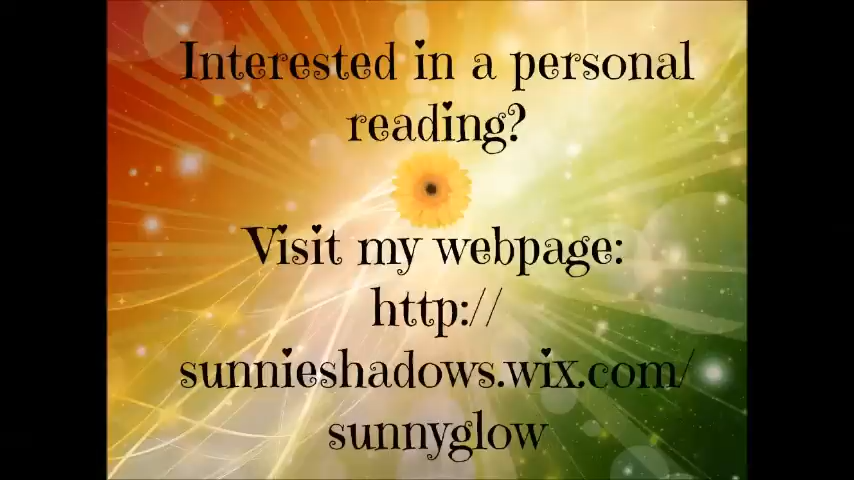 Interested in a personal
reading?
Visit my webpage:
http://
sunnieshadows.wix.com/
sunnyglow